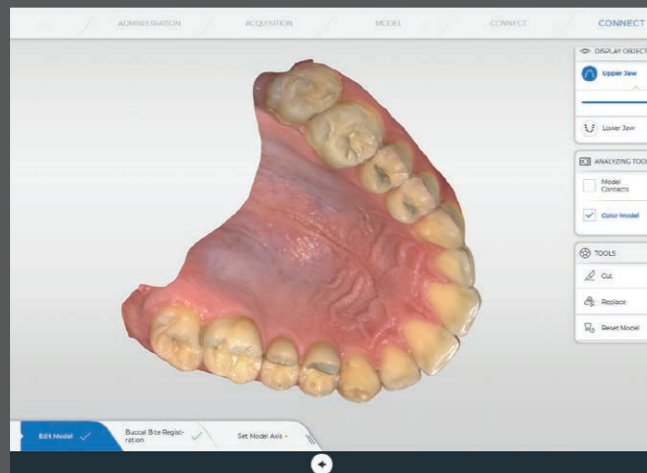 ADMINISTRATION
ACQUISITION
MODEL
CONNECT
CONNECT
DISPLAY OBJECT
Upper Jaw
Lower Jaw
ANALYZING TOO
Model
Contacts
Color Model
TOOLS
Cut
Replace
Reset Model
Edit Model
Buccal Bite Regist-
ration
Set Model Axis